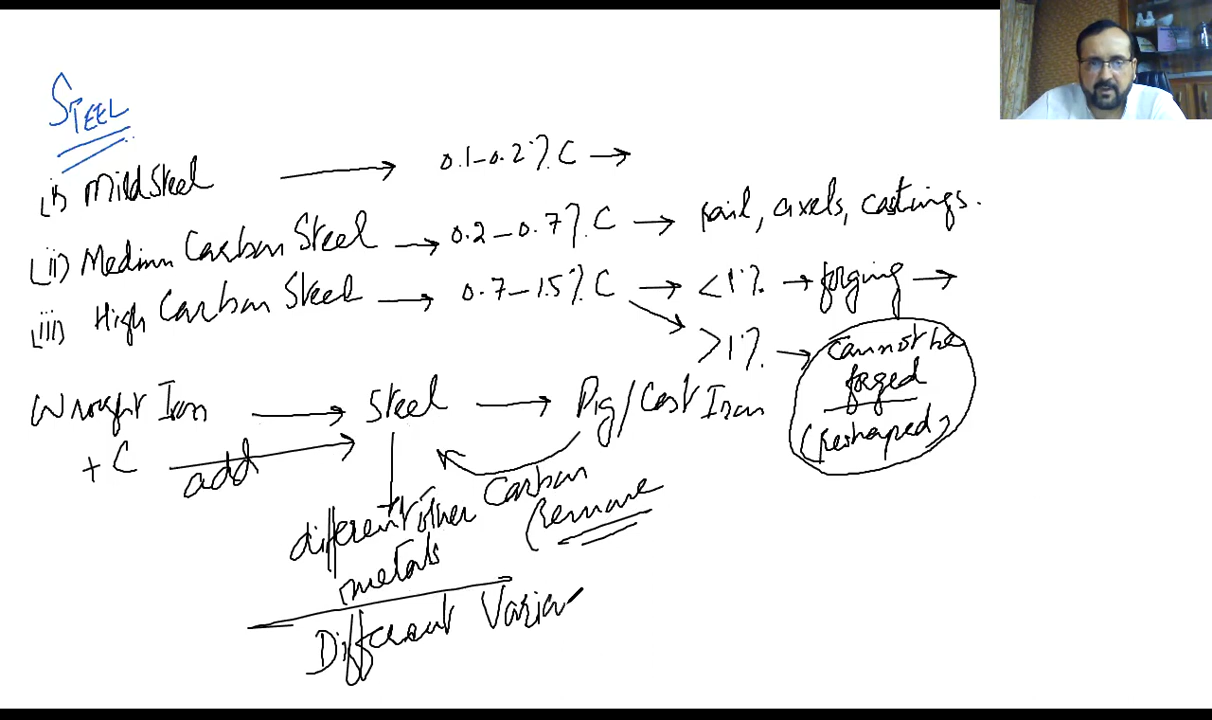 STEEL
(i) Mild Steel → 0.1-0.2% C →
(ii) Medium Carbon Steel → 0.2-0.7% C → rail, axels, castings.
(iii) High Carbon Steel → 0.7-1.5% C → <1% → forging →
>1% → cannot be
forged
(Reshaped)
Wrought Iron → Steel → Pig/Cast Iron
+ C add
Carbon
(Remove
different other
metals
Different Varia